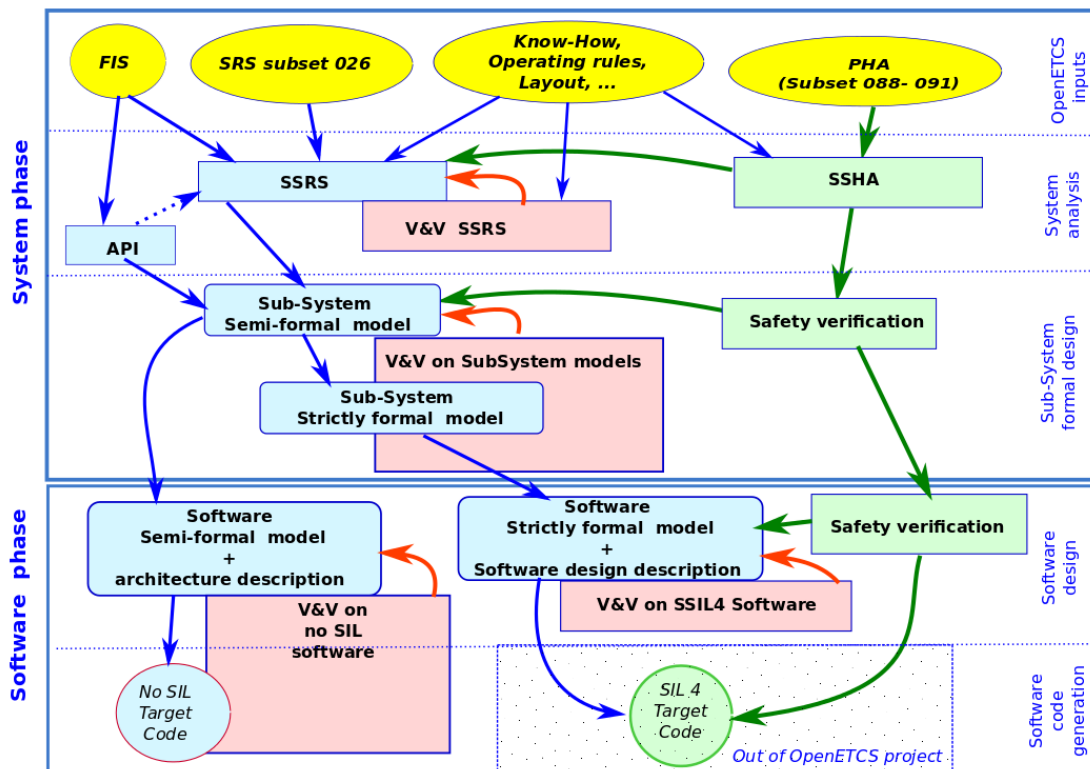 FIS
SRS subset 026
Know-How,
Operating rules,
Layout, ...
PHA
(Subset 088- 091)
OpenETCS
inputs
System phase
SSRS
SSHA
V&V SSRS
API
System
analysis
Sub-System
Semi-formal model
Safety verification
V&V on SubSystem models
Sub-System
Strictly formal model
Sub-System
formal design
Software phase
Software
Semi-formal model
+
architecture description
Software
Strictly formal model
+
Software design description
Safety verification
V&V on SSIL4 Software
V&V on
no SIL
software
Software
design
No SIL
Target
Code
SIL 4
Target
Code
Out of OpenETCS project
Software
code
generation